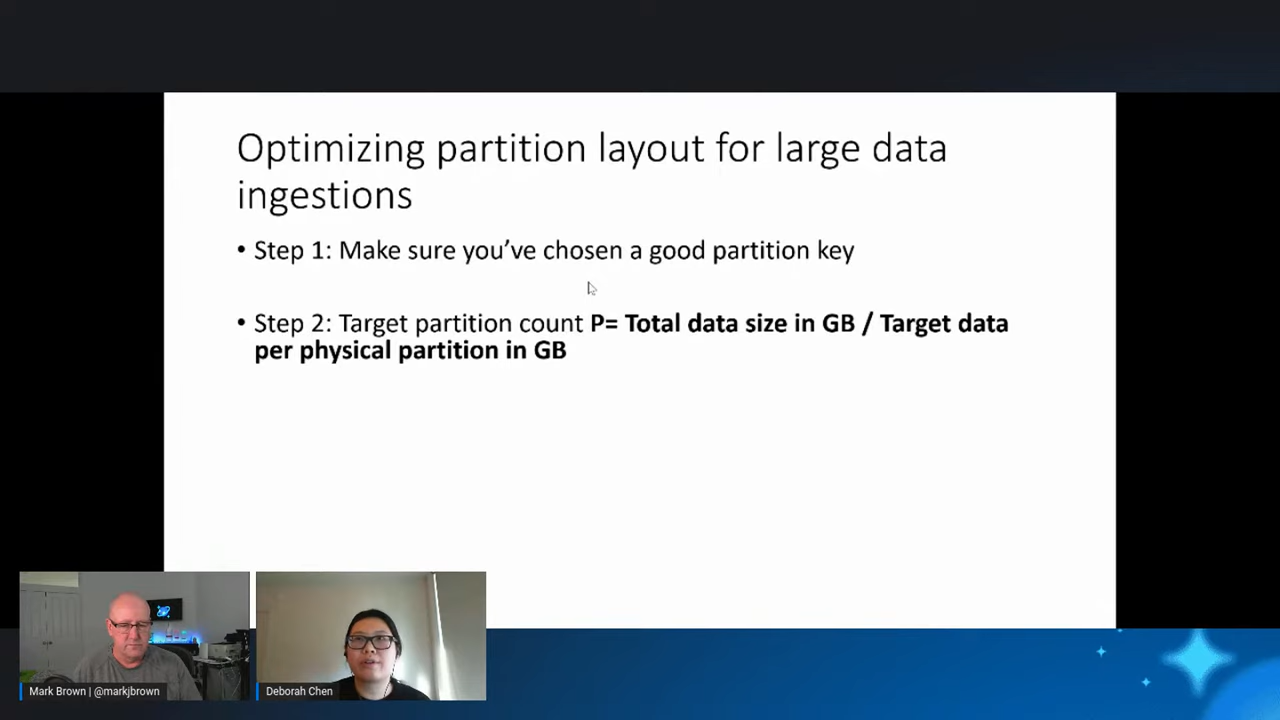 Optimizing partition layout for large data
ingestions
• Step 1: Make sure you’ve chosen a good partition key
• Step 2: Target partition count P= Total data size in GB / Target data
per physical partition in GB
Mark Brown | @markjbrown
Deborah Chen